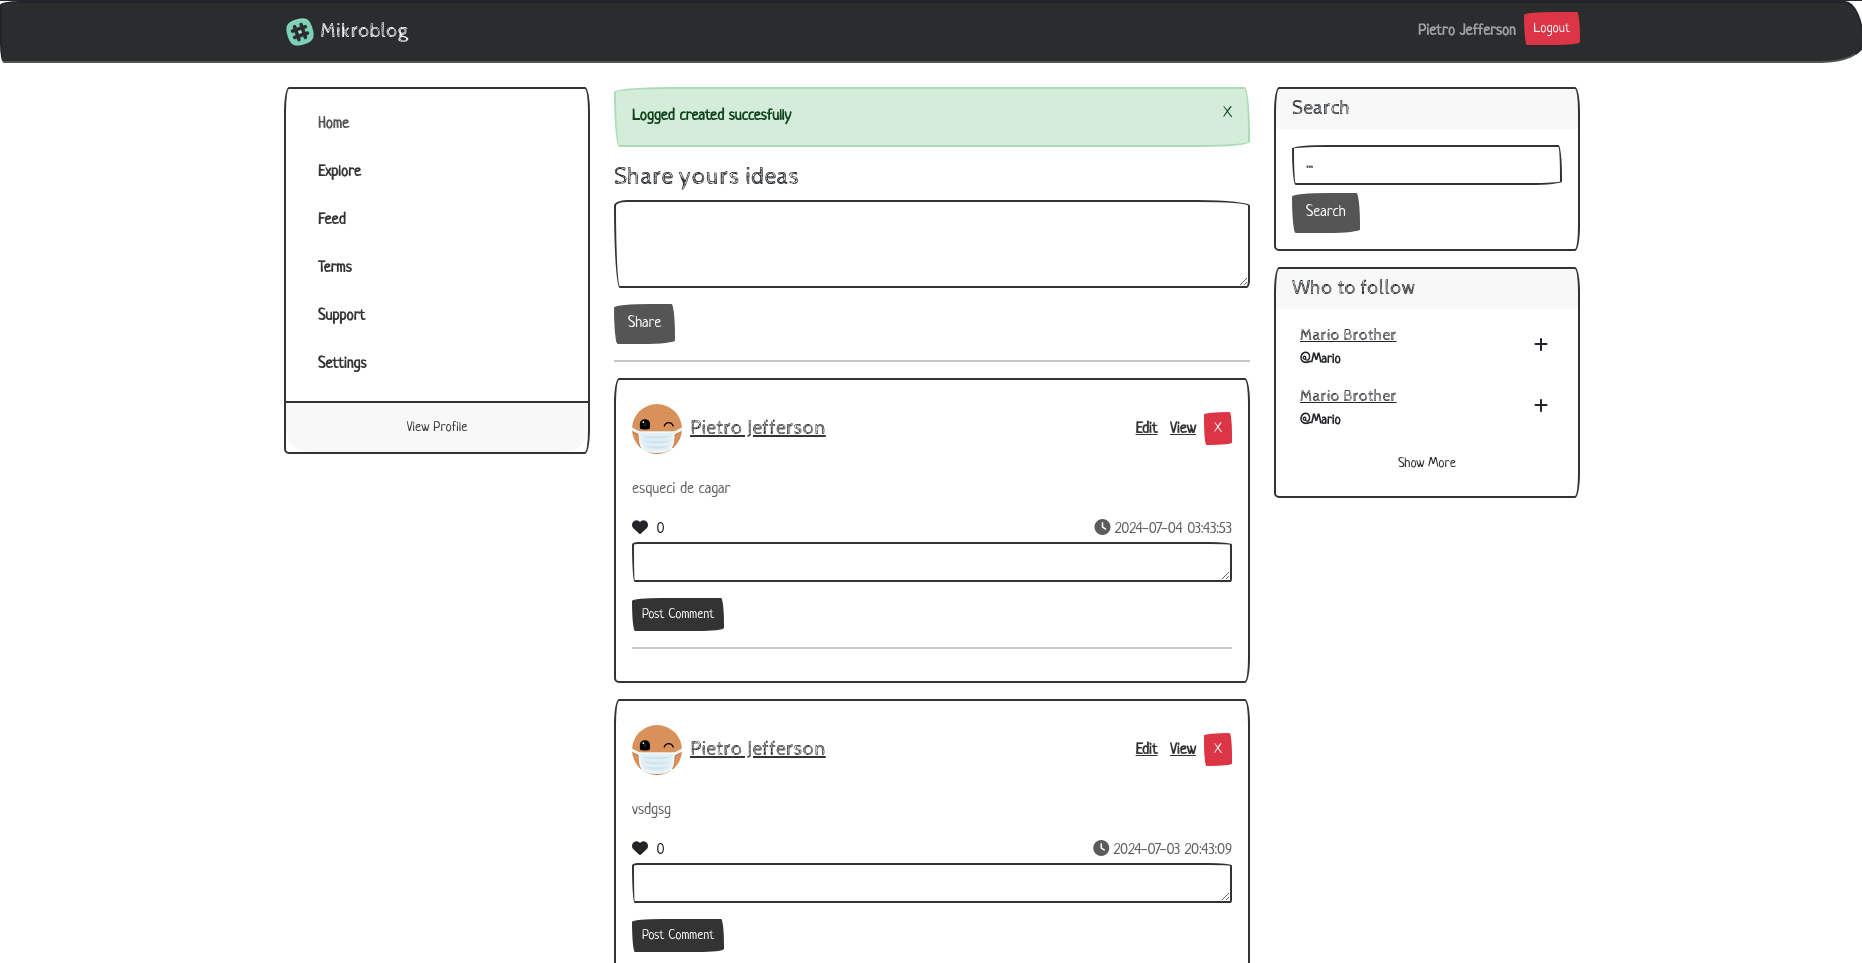 Mikroblog
Pietro Jefferson
Logout
Home
Explore
Feed
Terms
Support
Settings
View Profile
Logged created succesfully
X
Share yours ideas
Share
Pietro Jefferson
Edit View X
esqueci de cagar
0
2024-07-04 03:43:53
Post Comment
Pietro Jefferson
Edit View X
vsdgsg
0
2024-07-03 20:43:09
Post Comment
Search
...
Search
Who to follow
Mario Brother
@Mario
+
Mario Brother
@Mario
+
Show More